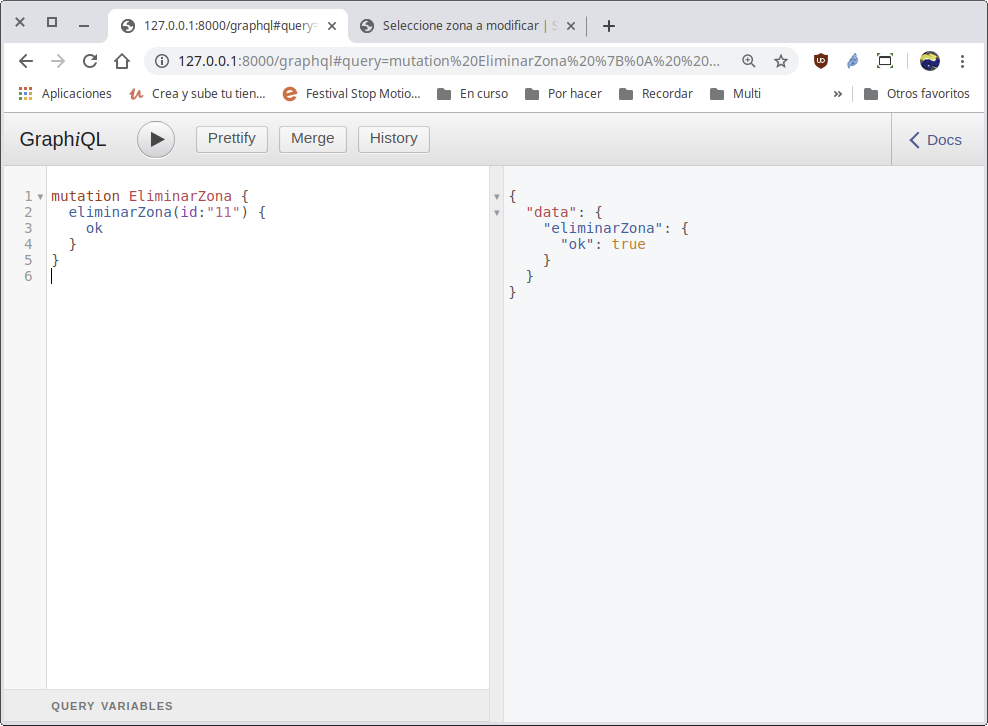 127.0.0.1:8000/graphql#query=
Seleccione zona a modificar | S
127.0.0.1:8000/graphql#query=mutation%20EliminarZona%20%7B%0A%20%20...
Aplicaciones
Crea y sube tu tien...
Festival Stop Motio...
En curso
Por hacer
Recordar
Multi
»
Otros favoritos
GraphiQL
Prettify
Merge
History
Docs
1 mutation EliminarZona {
2   eliminarZona(id:"11") {
3     ok
4   }
5 }
6
{
  "data": {
    "eliminarZona": {
      "ok": true
    }
  }
}
QUERY VARIABLES